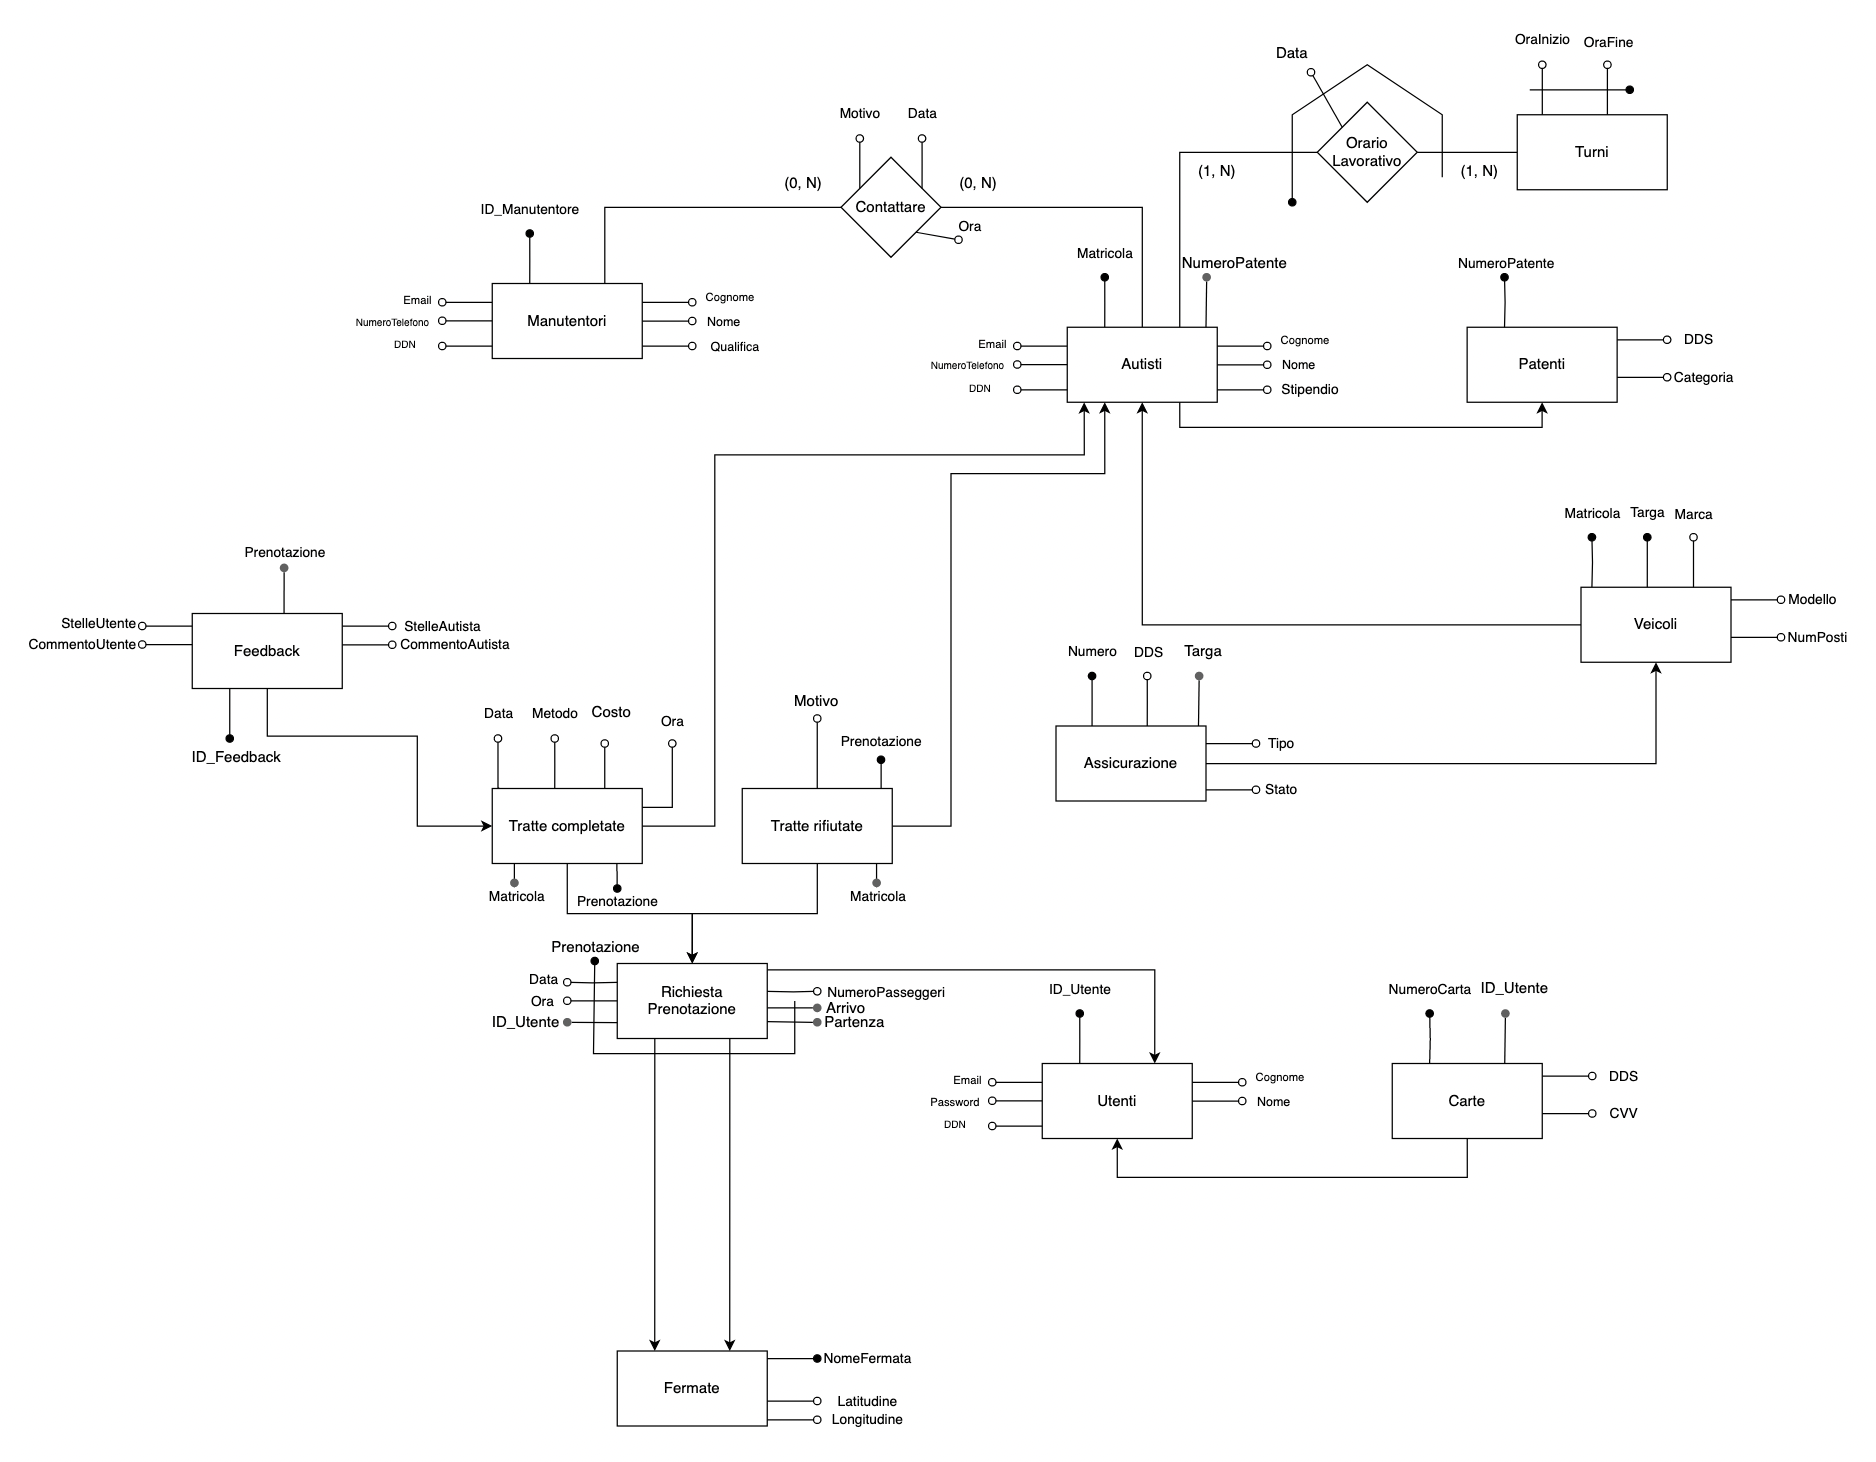 OraInizio
OraFine
Data
Motivo
Data
Orario
Lavorativo
Turni
(1, N)
(1, N)
(0, N)
(0, N)
Contattare
Ora
ID_Manutentore
Matricola
NumeroPatente
NumeroPatente
Email
NumeroTelefono
DDN
Manutentori
Cognome
Nome
Qualifica
Email
NumeroTelefono
DDN
Autisti
Cognome
Nome
Stipendio
Patenti
DDS
Categoria
Matricola
Targa
Marca
Prenotazione
Veicoli
Modello
NumPosti
StelleUtente
CommentoUtente
Feedback
StelleAutista
CommentoAutista
ID_Feedback
Numero
DDS
Targa
Assicurazione
Tipo
Stato
Data
Metodo
Costo
Ora
Motivo
Prenotazione
Tratte completate
Tratte rifiutate
Matricola
Prenotazione
Matricola
Prenotazione
Data
Ora
ID_Utente
Richiesta
Prenotazione
NumeroPasseggeri
Arrivo
Partenza
ID_Utente
NumeroCarta
ID_Utente
Email
Password
DDN
Utenti
Cognome
Nome
Carte
DDS
CVV
Fermate
NomeFermata
Latitudine
Longitudine